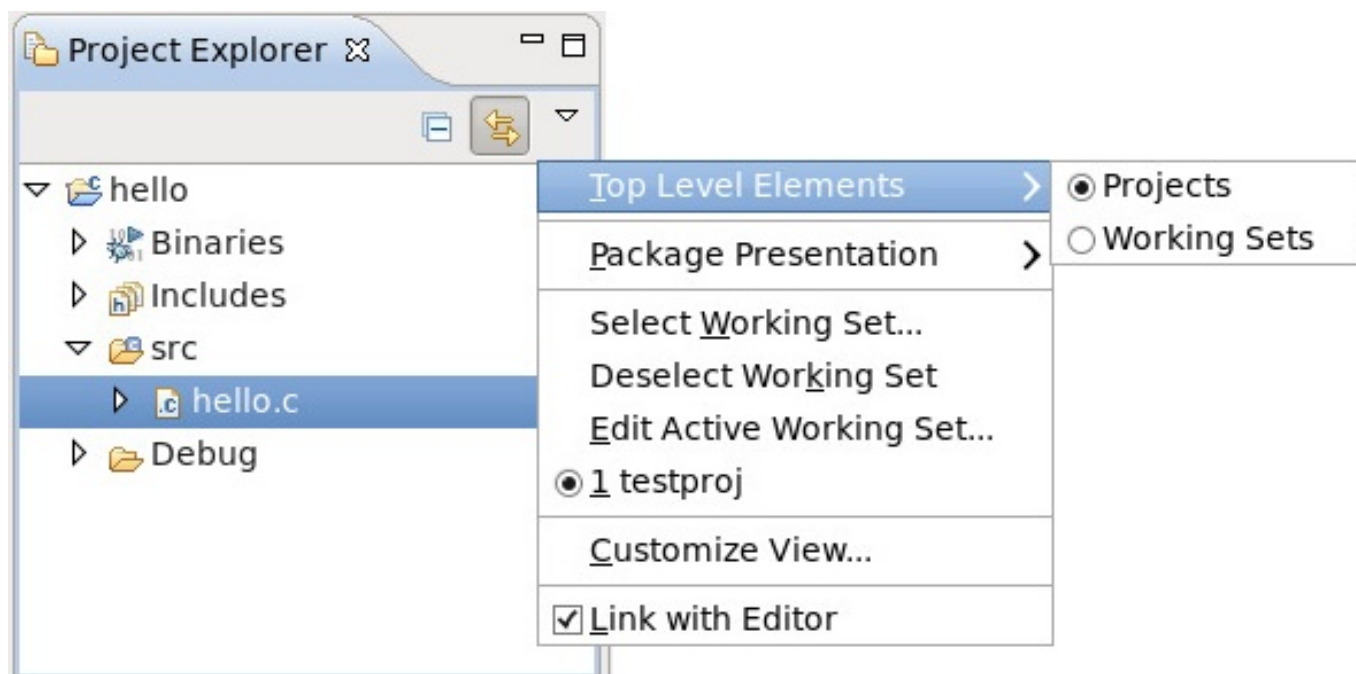 Project Explorer
hello
Binaries
Includes
src
hello.c
Debug
Top Level Elements
Package Presentation
Select Working Set...
Deselect Working Set
Edit Active Working Set...
1 testproj
Customize View...
Link with Editor
Projects
Working Sets